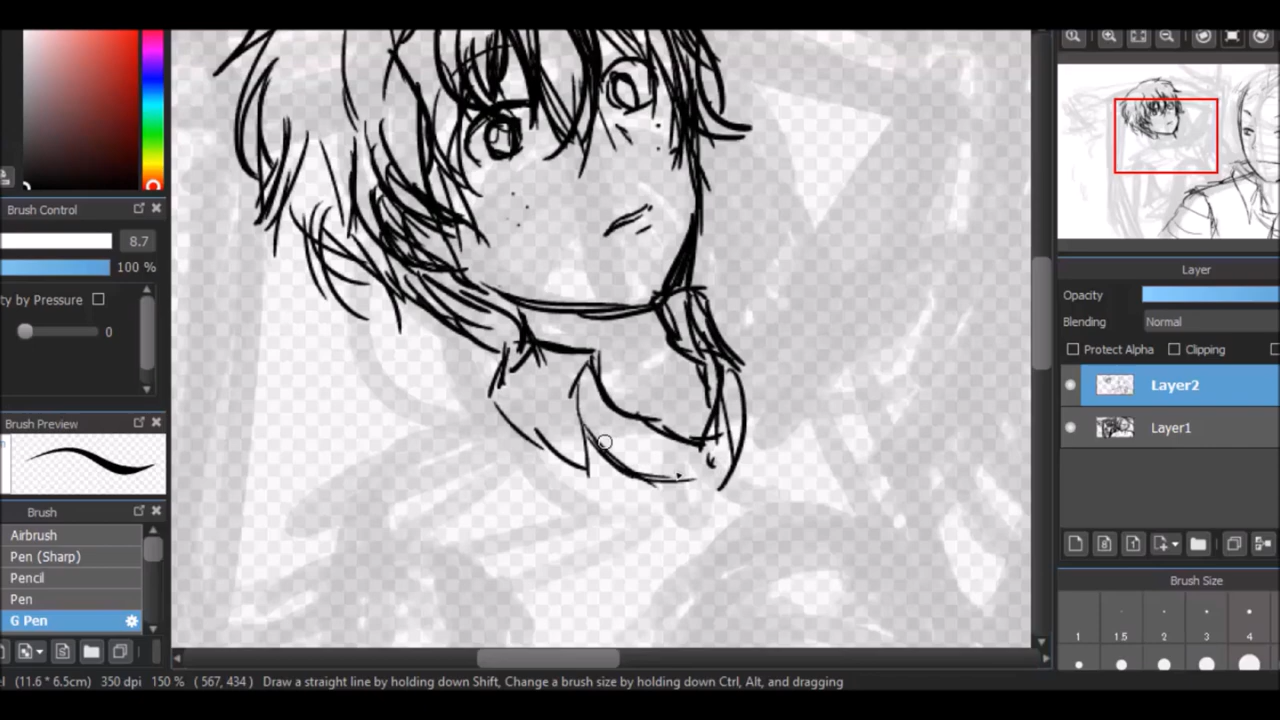 Brush Control
8.7
100 %
ty by Pressure
0
Brush Preview
Brush
Airbrush
Pen (Sharp)
Pencil
Pen
G Pen
(11.6 * 6.5cm) 350 dpi 150 % ( 567, 434 ) Draw a straight line by holding down Shift, Change a brush size by holding down Ctrl, Alt, and dragging
Layer
Opacity
Blending Normal
Protect Alpha Clipping
Layer2
Layer1
Brush Size
1 1.5 2 3 4